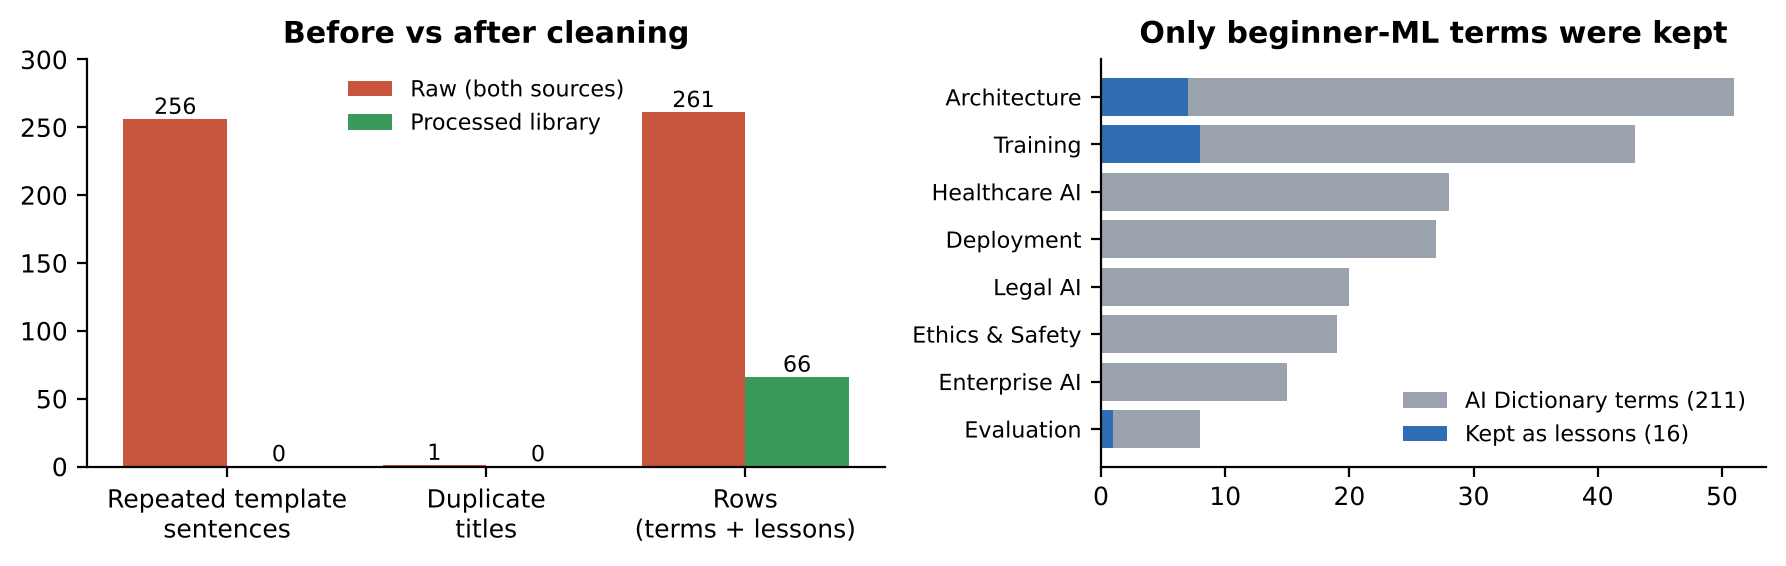 Before vs after cleaning
300
250
200
150
100
50
0
Raw (both sources)
Processed library
256
0
1
0
261
66
Repeated template
sentences
Duplicate
titles
Rows
(terms + lessons)
Only beginner-ML terms were kept
Architecture
Training
Healthcare AI
Deployment
Legal AI
Ethics & Safety
Enterprise AI
Evaluation
AI Dictionary terms (211)
Kept as lessons (16)
0
10
20
30
40
50